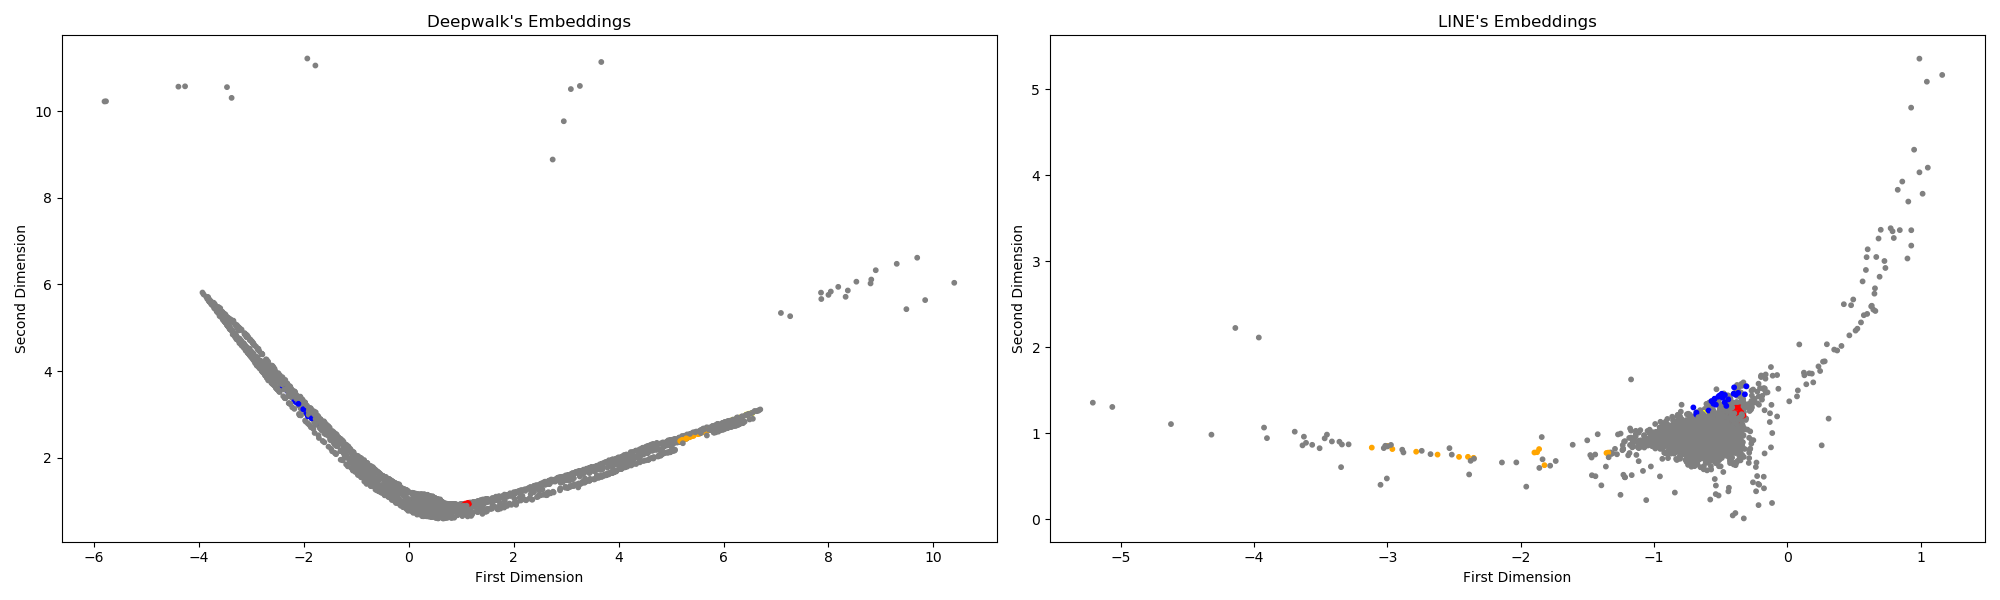 Deepwalk's Embeddings
Second Dimension
10
8
6
4
2
−6 −4 −2 0 2 4 6 8 10
First Dimension
LINE's Embeddings
Second Dimension
5
4
3
2
1
0
−5 −4 −3 −2 −1 0 1
First Dimension